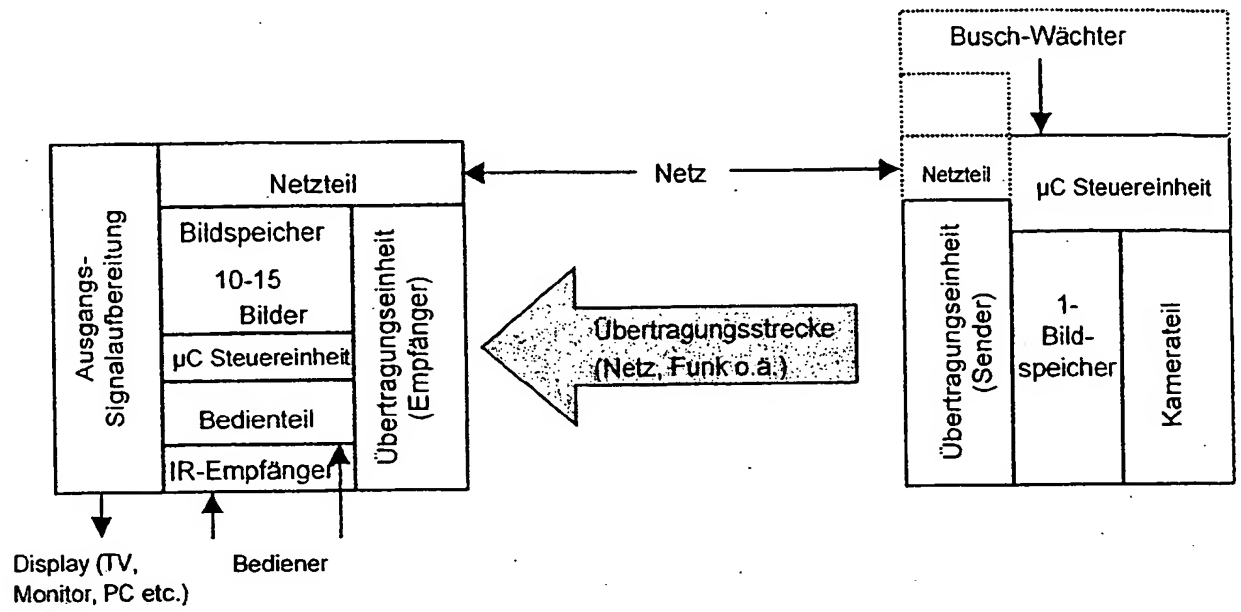 Busch-Wächter
Ausgangs-
Signalaufbereitung
Netzteil
Bildspeicher
10-15
Bilder
µC Steuereinheit
Bedienteil
IR-Empfänger
Übertragungseinheit
(Empfänger)
Netz
Übertragungsstrecke
(Netz, Funk o.ä.)
Netzteil
µC Steuereinheit
Übertragungseinheit
(Sender)
1-
Bild-
speicher
Kamerateil
Display (TV,
Monitor, PC etc.)
Bediener